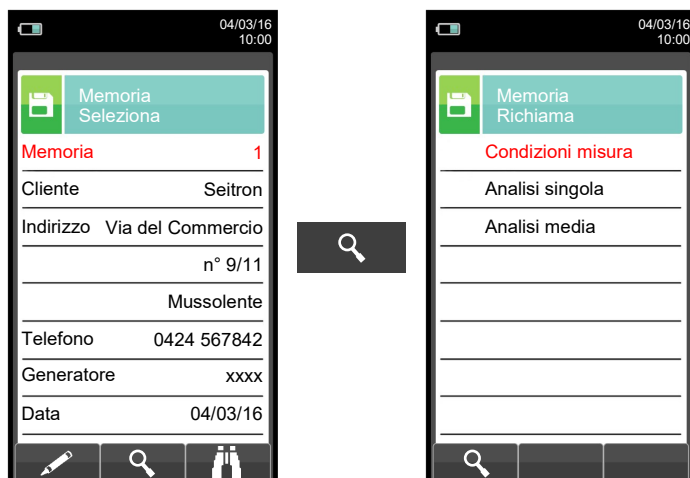 04/03/16
10:00
Memoria
Seleziona
Memoria 1
Cliente Seitron
Indirizzo Via del Commercio
n° 9/11
Mussolente
Telefono 0424 567842
Generatore xxxx
Data 04/03/16
04/03/16
10:00
Memoria
Richiama
Condizioni misura
Analisi singola
Analisi media